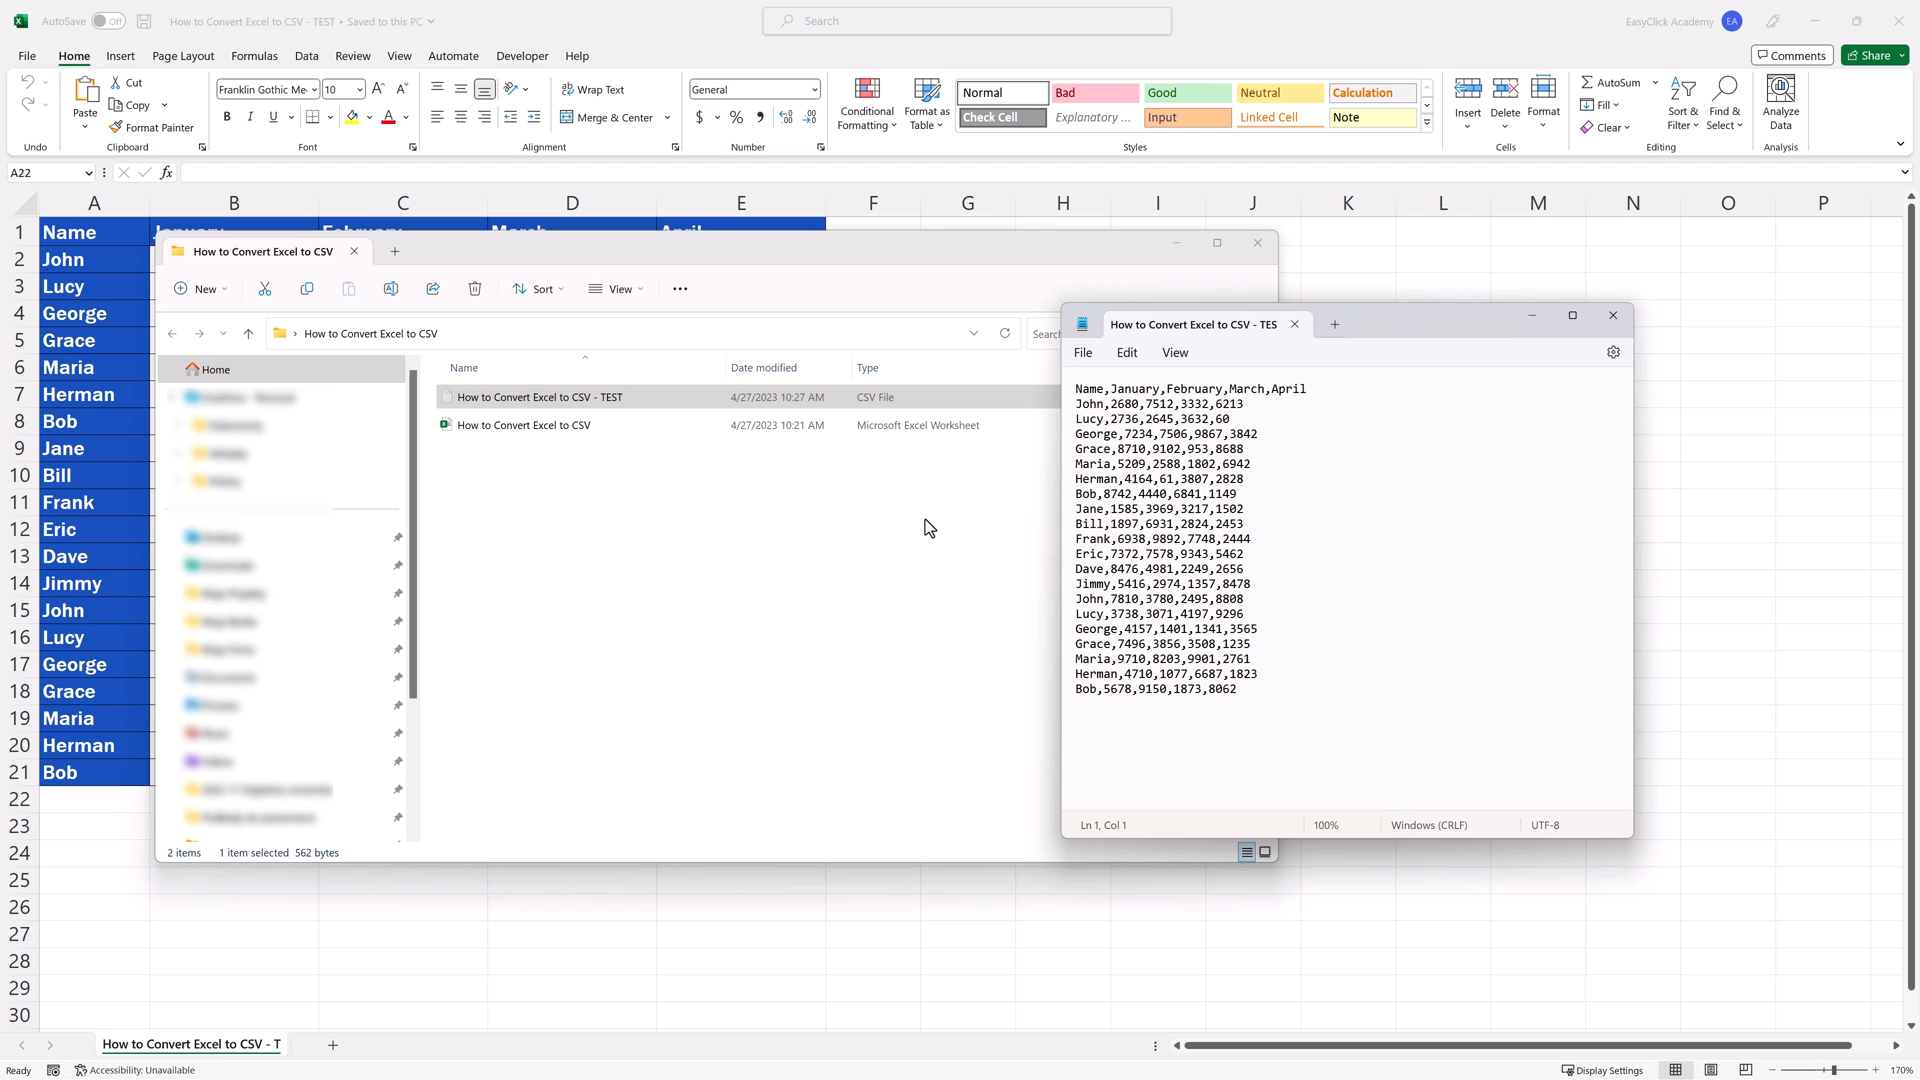 AutoSave Off How to Convert Excel to CSV - TEST • Saved to this PC Search EasyClick Academy EA
File Home Insert Page Layout Formulas Data Review View Automate Developer Help Comments Share
Cut
Copy
Format Painter
Paste
Franklin Gothic Me 10
B I U
Wrap Text
Merge & Center
General
$ % ,
Conditional
Formatting
Format as
Table
Normal Bad Good Neutral Calculation
Check Cell Explanatory ... Input Linked Cell Note
Insert Delete Format
AutoSum
Fill
Clear
Sort &
Filter
Find &
Select
Analyze
Data
Undo Clipboard Font Alignment Number Styles Cells Editing Analysis
A22 fx
A B C D E F G H I J K L M N O P
1 Name January February March April
2 John
3 Lucy
4 George
5 Grace
6 Maria
7 Herman
8 Bob
9 Jane
10 Bill
11 Frank
12 Eric
13 Dave
14 Jimmy
15 John
16 Lucy
17 George
18 Grace
19 Maria
20 Herman
21 Bob
22
23
24
25
26
27
28
29
30
How to Convert Excel to CSV
New Sort View
How to Convert Excel to CSV
Home
Name Date modified Type
How to Convert Excel to CSV - TEST 4/27/2023 10:27 AM CSV File
How to Convert Excel to CSV 4/27/2023 10:21 AM Microsoft Excel Worksheet
2 items 1 item selected 562 bytes
How to Convert Excel to CSV - TES
File Edit View
Name,January,February,March,April
John,2680,7512,3332,6213
Lucy,2736,2645,3632,60
George,7234,7506,9867,3842
Grace,8710,9102,953,8688
Maria,5209,2588,1802,6942
Herman,4164,61,3807,2828
Bob,8742,4440,6841,1149
Jane,1585,3969,3217,1502
Bill,1897,6931,2824,2453
Frank,6938,9892,7748,2444
Eric,7372,7578,9343,5462
Dave,8476,4981,2249,2656
Jimmy,5416,2974,1357,8478
John,7810,3780,2495,8808
Lucy,3738,3071,4197,9296
George,4157,1401,1341,3565
Grace,7496,3856,3508,1235
Maria,9710,8203,9901,2761
Herman,4710,1077,6687,1823
Bob,5678,9150,1873,8062
Ln 1, Col 1 100% Windows (CRLF) UTF-8
How to Convert Excel to CSV - T
Ready Accessibility: Unavailable Display Settings 170%